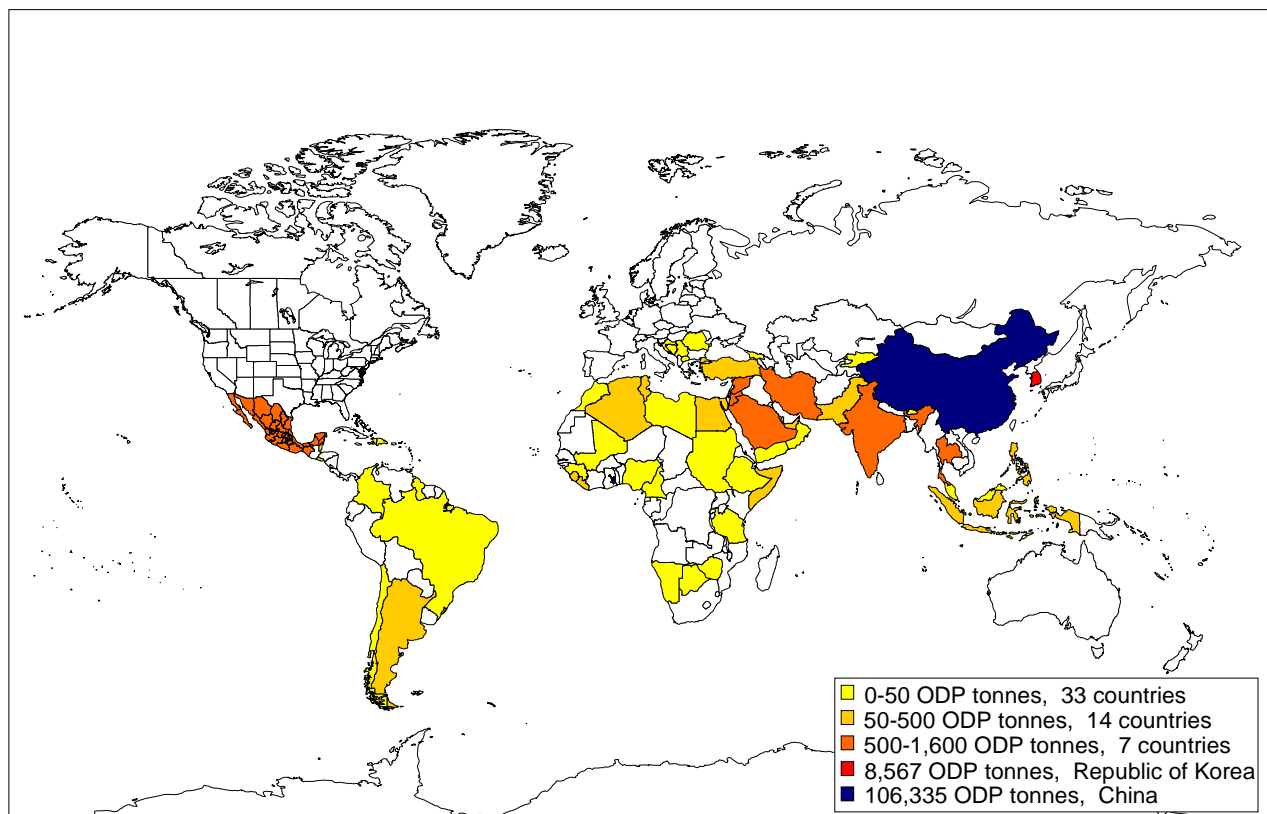 0-50 ODP tonnes,  33 countries
50-500 ODP tonnes,  14 countries
500-1,600 ODP tonnes,  7 countries
8,567 ODP tonnes,  Republic of Korea
106,335 ODP tonnes,  China